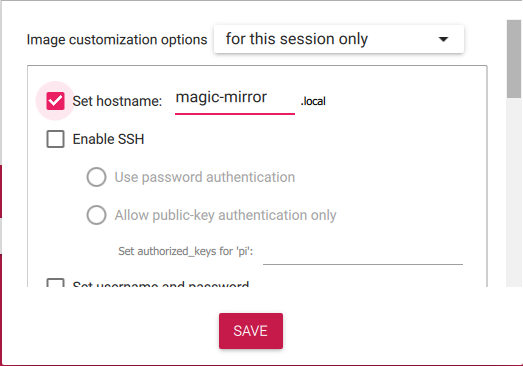 Image customization options for this session only
Set hostname: magic-mirror .local
Enable SSH
Use password authentication
Allow public-key authentication only
Set authorized_keys for 'pi':
Set username and password
SAVE